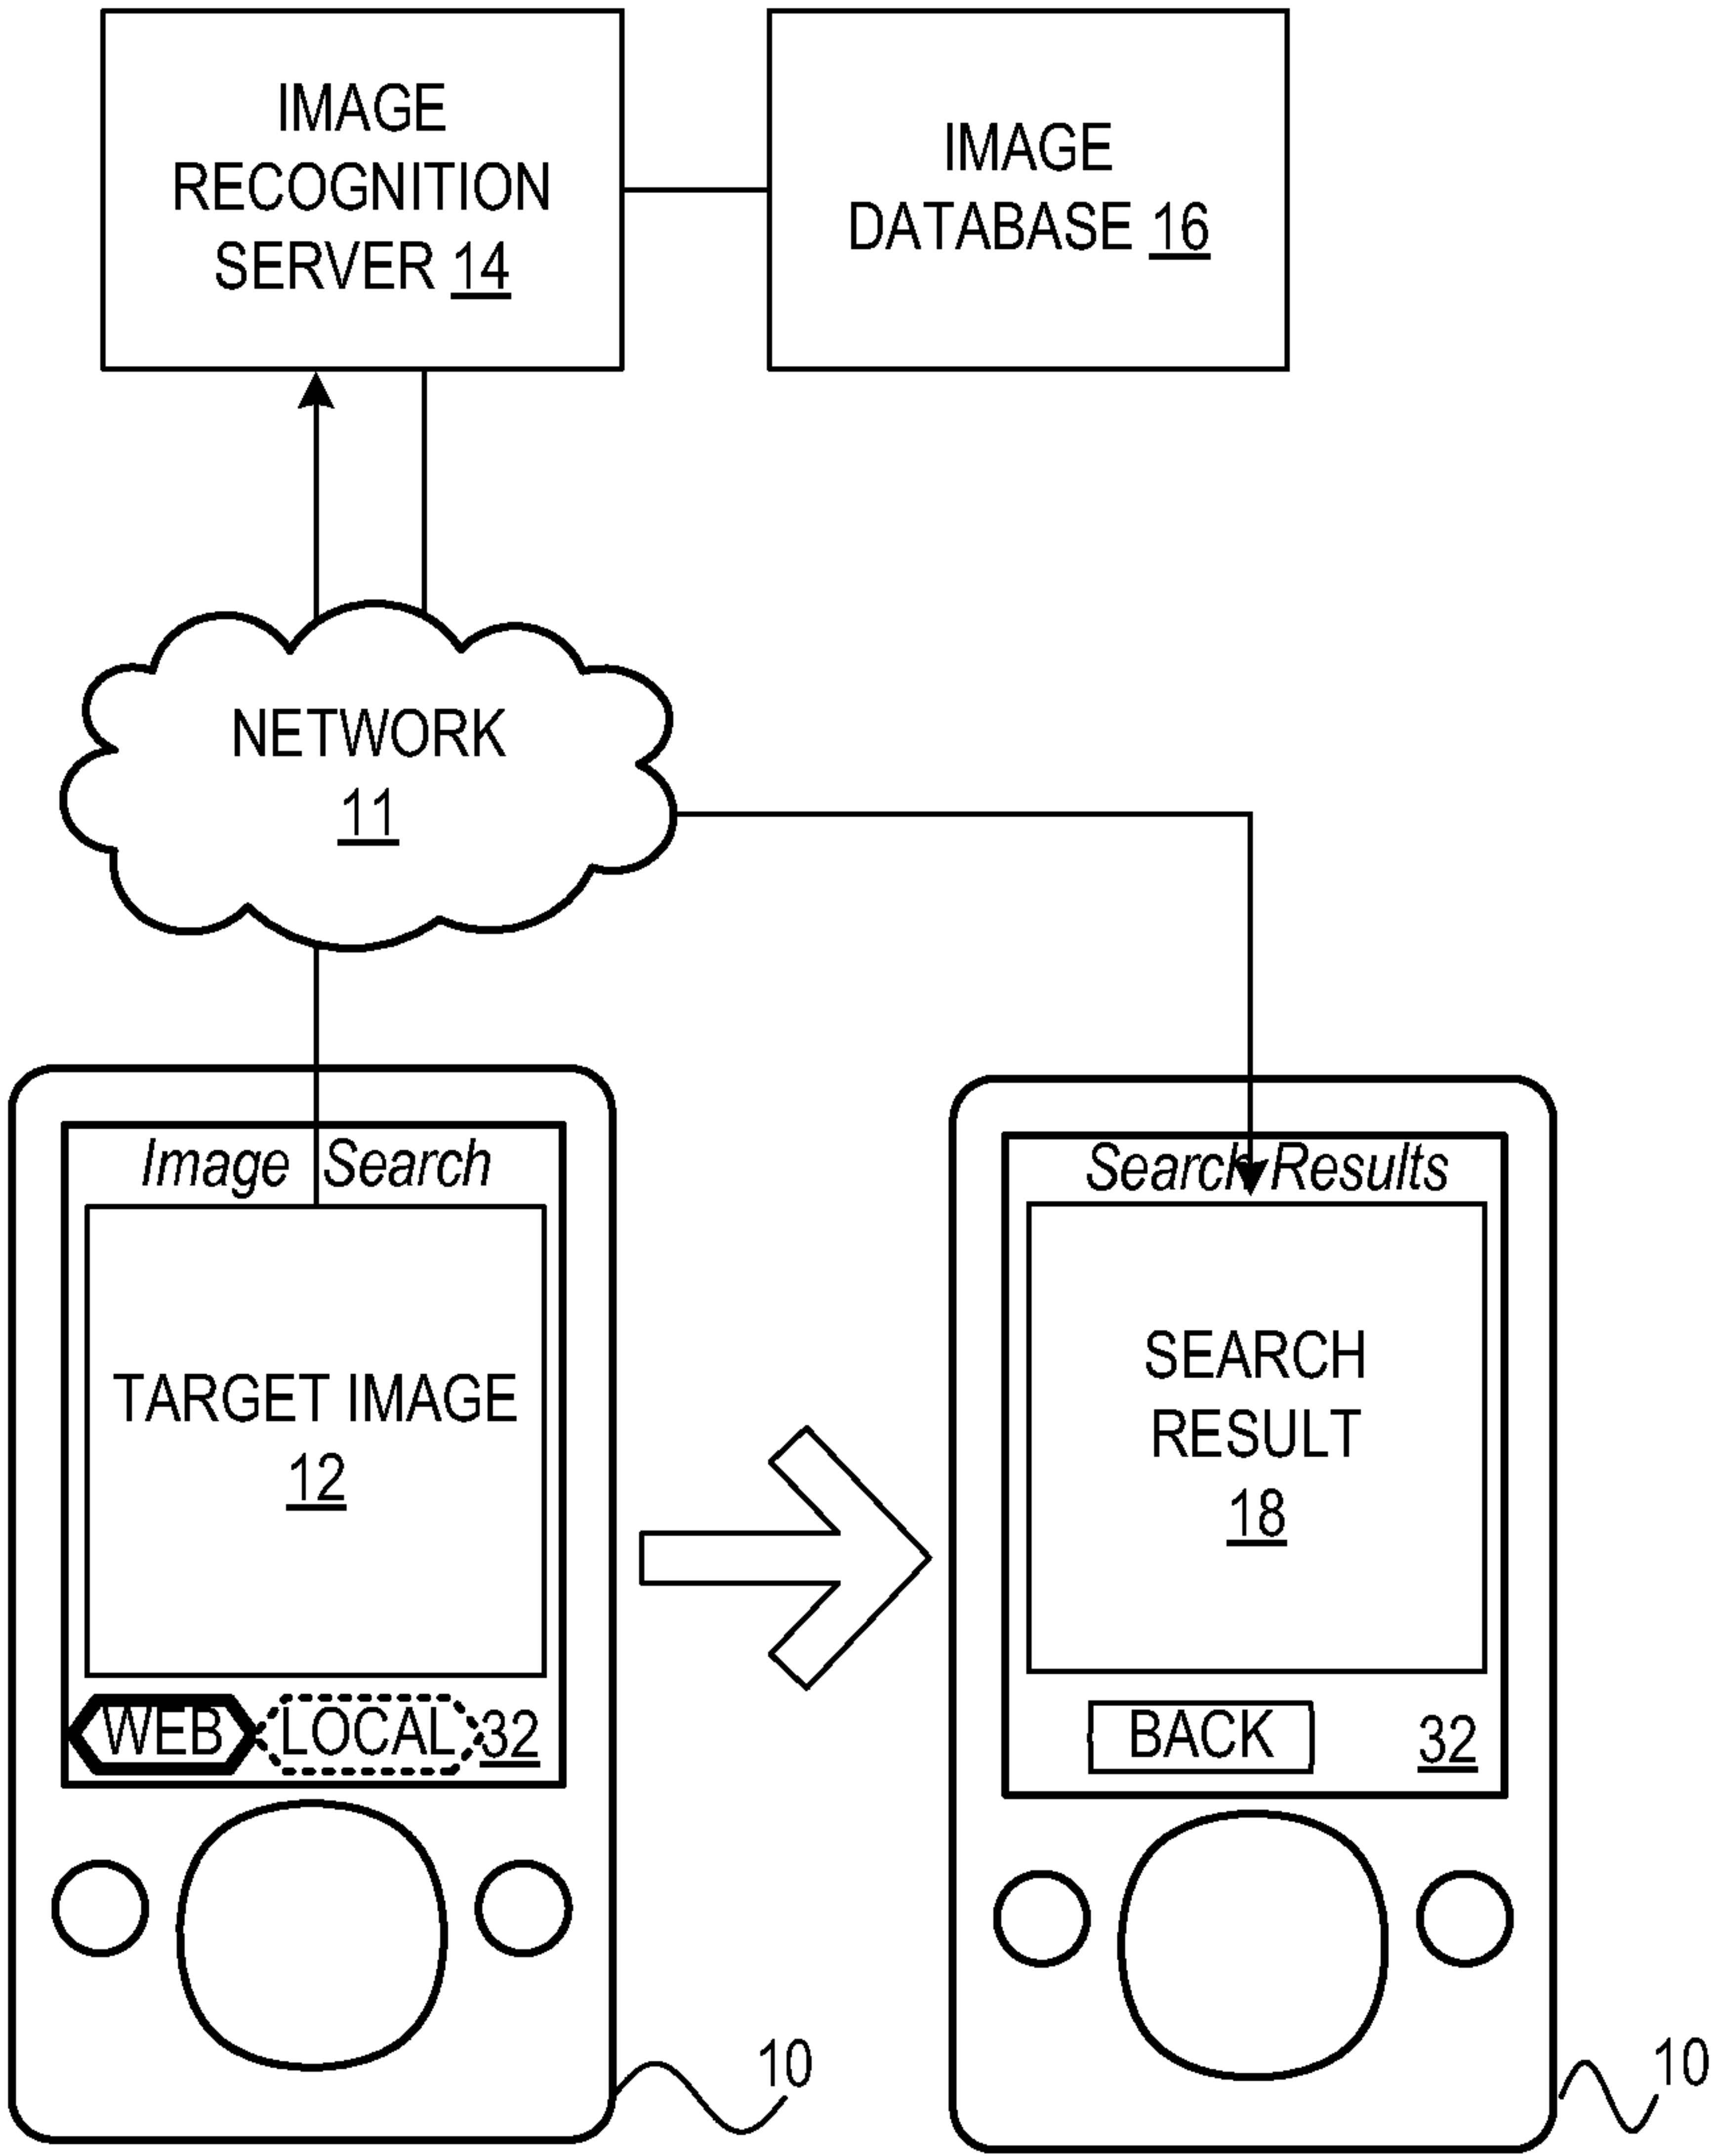 IMAGE
RECOGNITION
SERVER 14
IMAGE
DATABASE 16
NETWORK
11
Image Search
TARGET IMAGE
12
WEB LOCAL 32
10
Search Results
SEARCH
RESULT
18
BACK 32
10